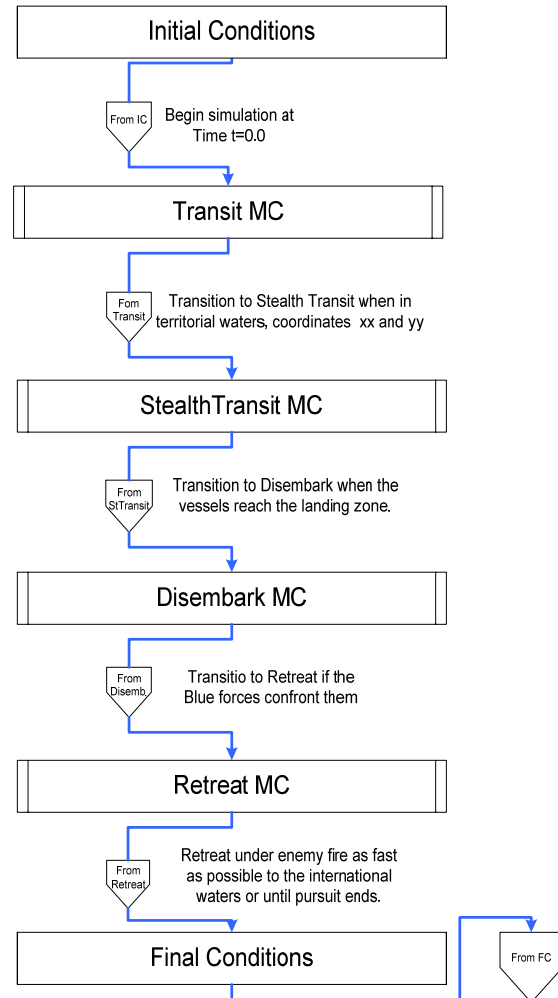 Initial Conditions
From IC
Begin simulation at
Time t=0.0
Transit MC
Fom
Transit
Transition to Stealth Transit when in
territorial waters, coordinates xx and yy
StealthTransit MC
From
StTransit
Transition to Disembark when the
vessels reach the landing zone.
Disembark MC
From
Disemb.
Transitio to Retreat if the
Blue forces confront them
Retreat MC
From
Retreat
Retreat under enemy fire as fast
as possible to the international
waters or until pursuit ends.
Final Conditions
From FC